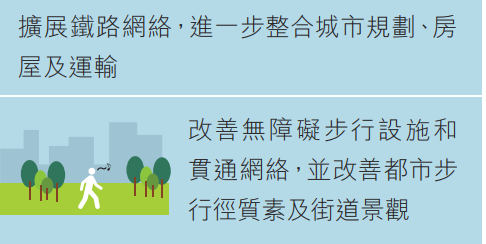 擴展鐵路網絡，進一步整合城市規劃、房
屋及運輸
改善無障礙步行設施和
貫通網絡，並改善都市步
行徑質素及街道景觀